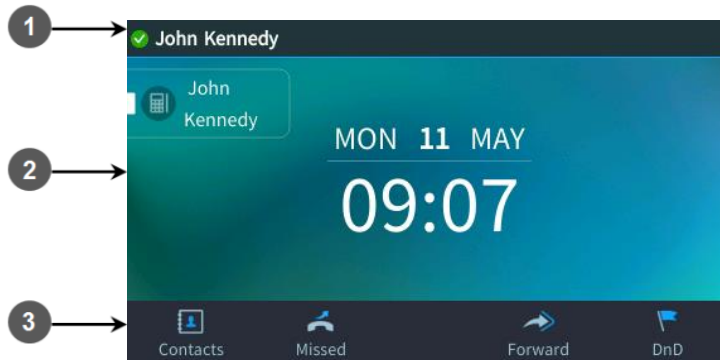 1
John Kennedy
John
Kennedy
MON 11 MAY
2
09:07
3
Contacts Missed Forward DnD